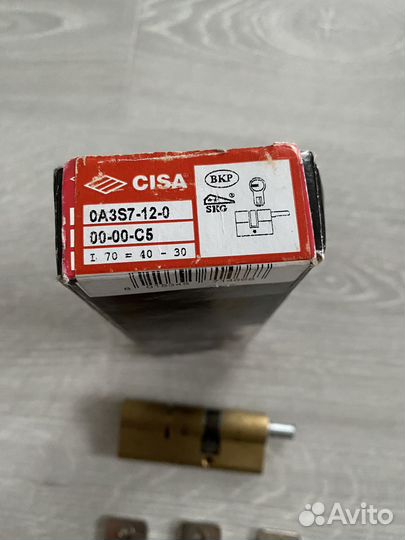 CISA
BKP
SKG
0A3S7-12-0
00-00-C5
L 70 = 40 - 30
Avito